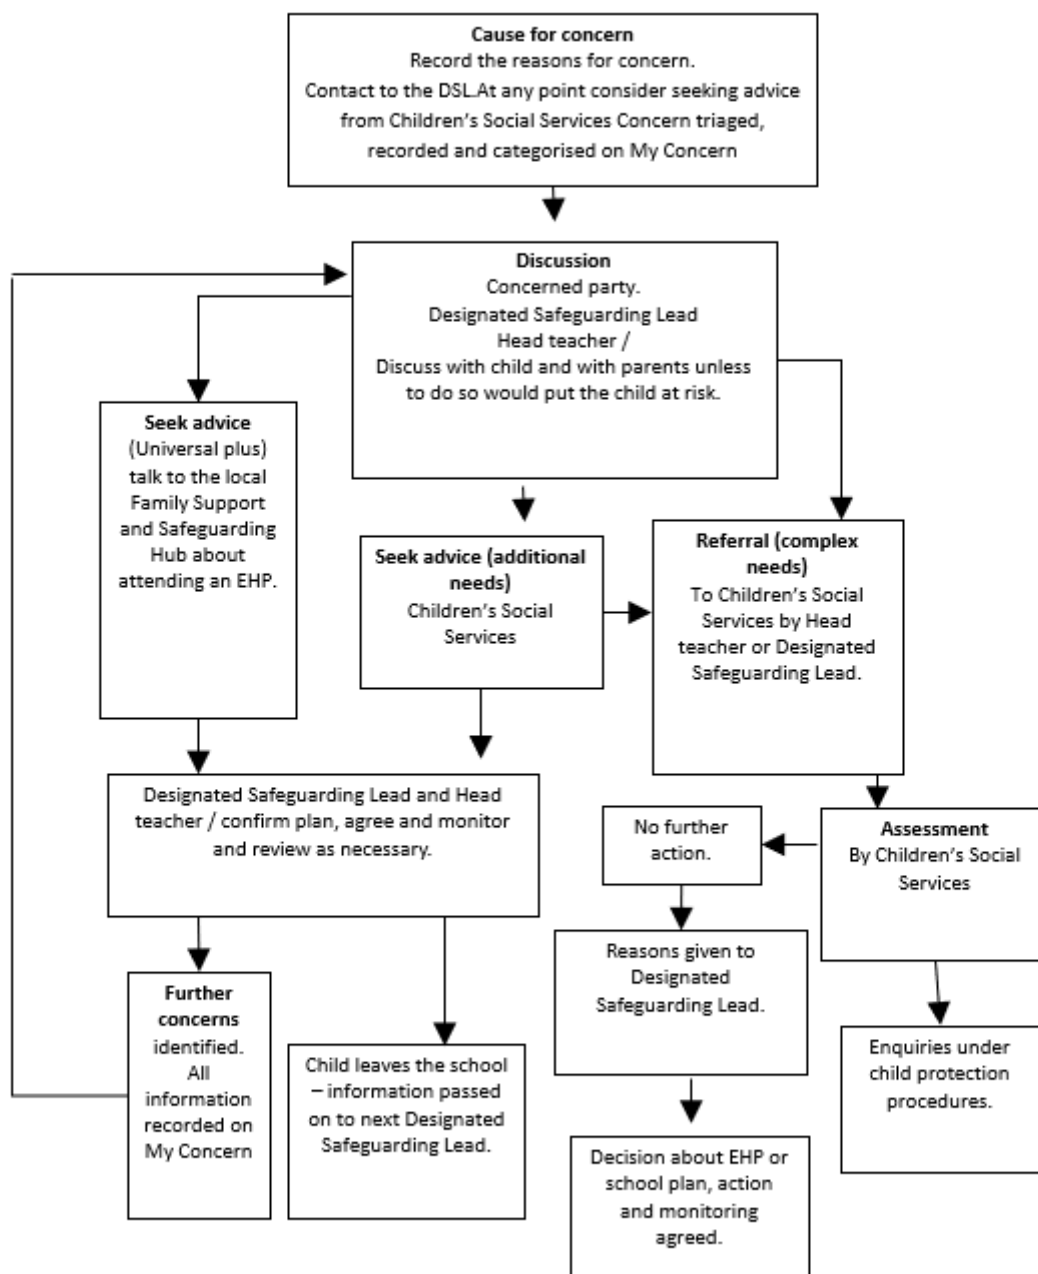 Cause for concern
Record the reasons for concern.
Contact to the DSL.At any point consider seeking advice
from Children's Social Services Concern triaged,
recorded and categorised on My Concern
Discussion
Concerned party.
Designated Safeguarding Lead
Head teacher /
Discuss with child and with parents unless
to do so would put the child at risk.
Seek advice
(Universal plus)
talk to the local
Family Support
and Safeguarding
Hub about
attending an EHP.
Seek advice (additional
needs)
Children's Social
Services
Referral (complex
needs)
To Children's Social
Services by Head
teacher or Designated
Safeguarding Lead.
Designated Safeguarding Lead and Head
teacher / confirm plan, agree and monitor
and review as necessary.
No further
action.
Assessment
By Children's Social
Services
Reasons given to
Designated
Safeguarding Lead.
Further
concerns
identified.
All
information
recorded on
My Concern
Child leaves the school
– information passed
on to next Designated
Safeguarding Lead.
Enquiries under
child protection
procedures.
Decision about EHP or
school plan, action
and monitoring
agreed.